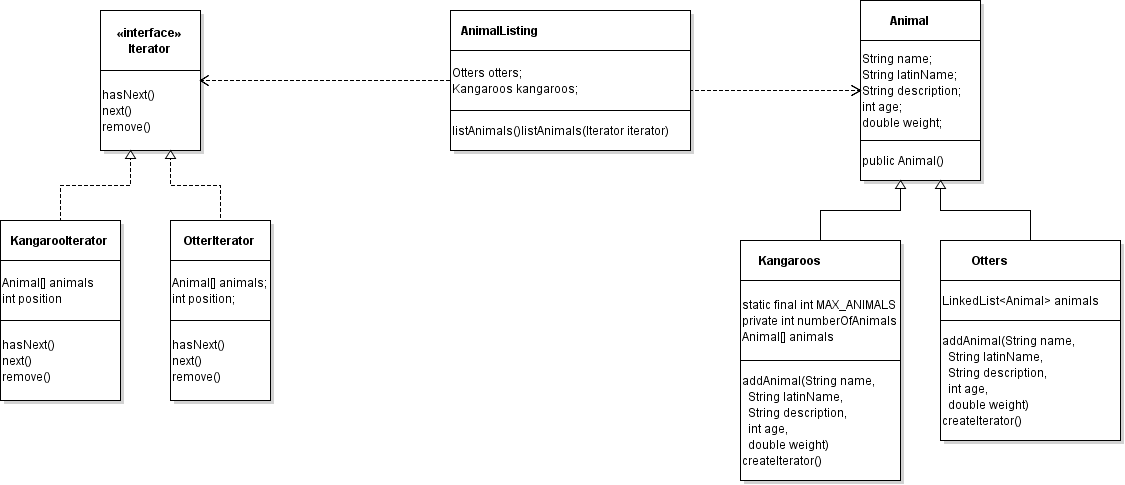 «interface»
Iterator
hasNext()
next()
remove()
AnimalListing
Otters otters;
Kangaroos kangaroos;
listAnimals()listAnimals(Iterator iterator)
Animal
String name;
String latinName;
String description;
int age;
double weight;
public Animal()
KangarooIterator
Animal[] animals
int position
hasNext()
next()
remove()
OtterIterator
Animal[] animals;
int position;
hasNext()
next()
remove()
Kangaroos
static final int MAX_ANIMALS
private int numberOfAnimals
Animal[] animals
addAnimal(String name,
String latinName,
String description,
int age,
double weight)
createIterator()
Otters
LinkedList<Animal> animals
addAnimal(String name,
String latinName,
String description,
int age,
double weight)
createIterator()